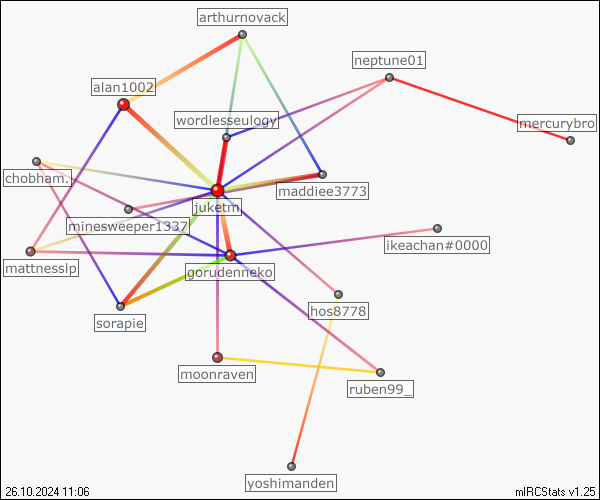 arthurnovack
neptune01
alan1002
wordlesseulogy
mercurybro
chobham.
maddiee3773
juketm
minesweeper1337
ikeachan#0000
mattnesslp
gorudenneko
hos8778
sorapie
moonraven
ruben99_
yoshimanden
26.10.2024 11:06
mIRCStats v1.25